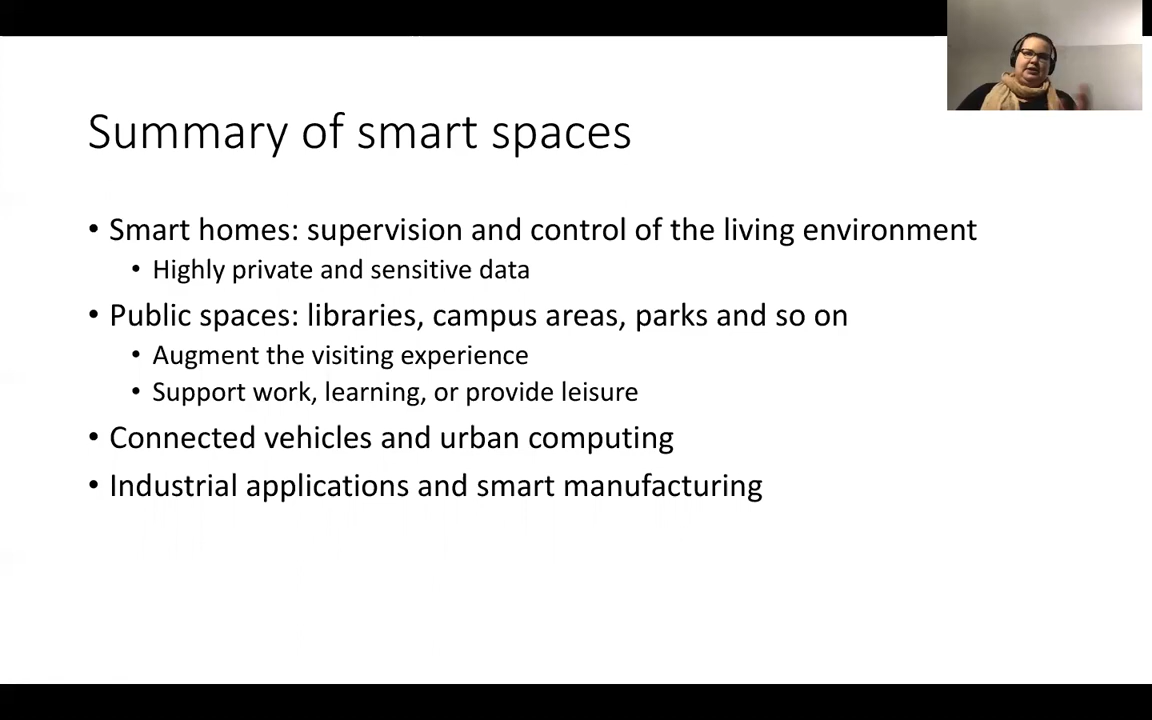 Summary of smart spaces
• Smart homes: supervision and control of the living environment
• Highly private and sensitive data
• Public spaces: libraries, campus areas, parks and so on
• Augment the visiting experience
• Support work, learning, or provide leisure
• Connected vehicles and urban computing
• Industrial applications and smart manufacturing